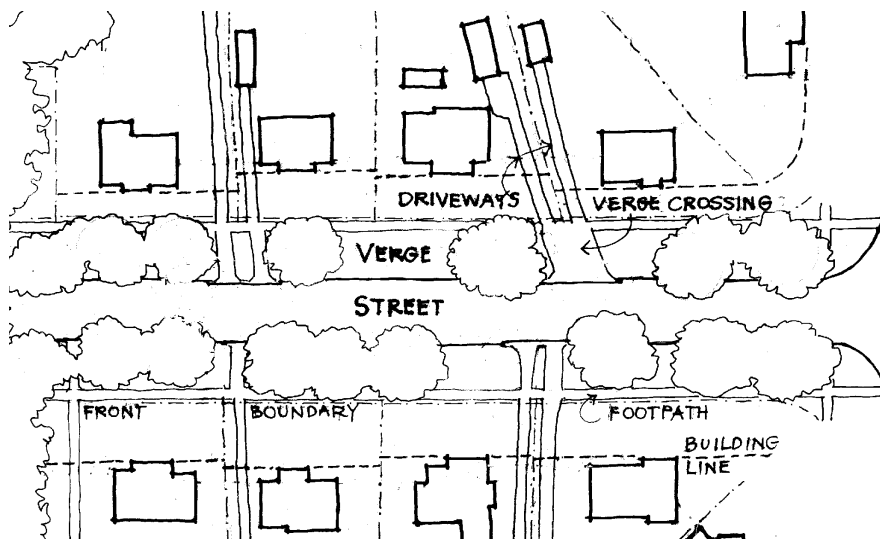 DRIVEWAYS
VERGE CROSSING
VERGE
STREET
FRONT BOUNDARY
FOOTPATH
BUILDING
LINE